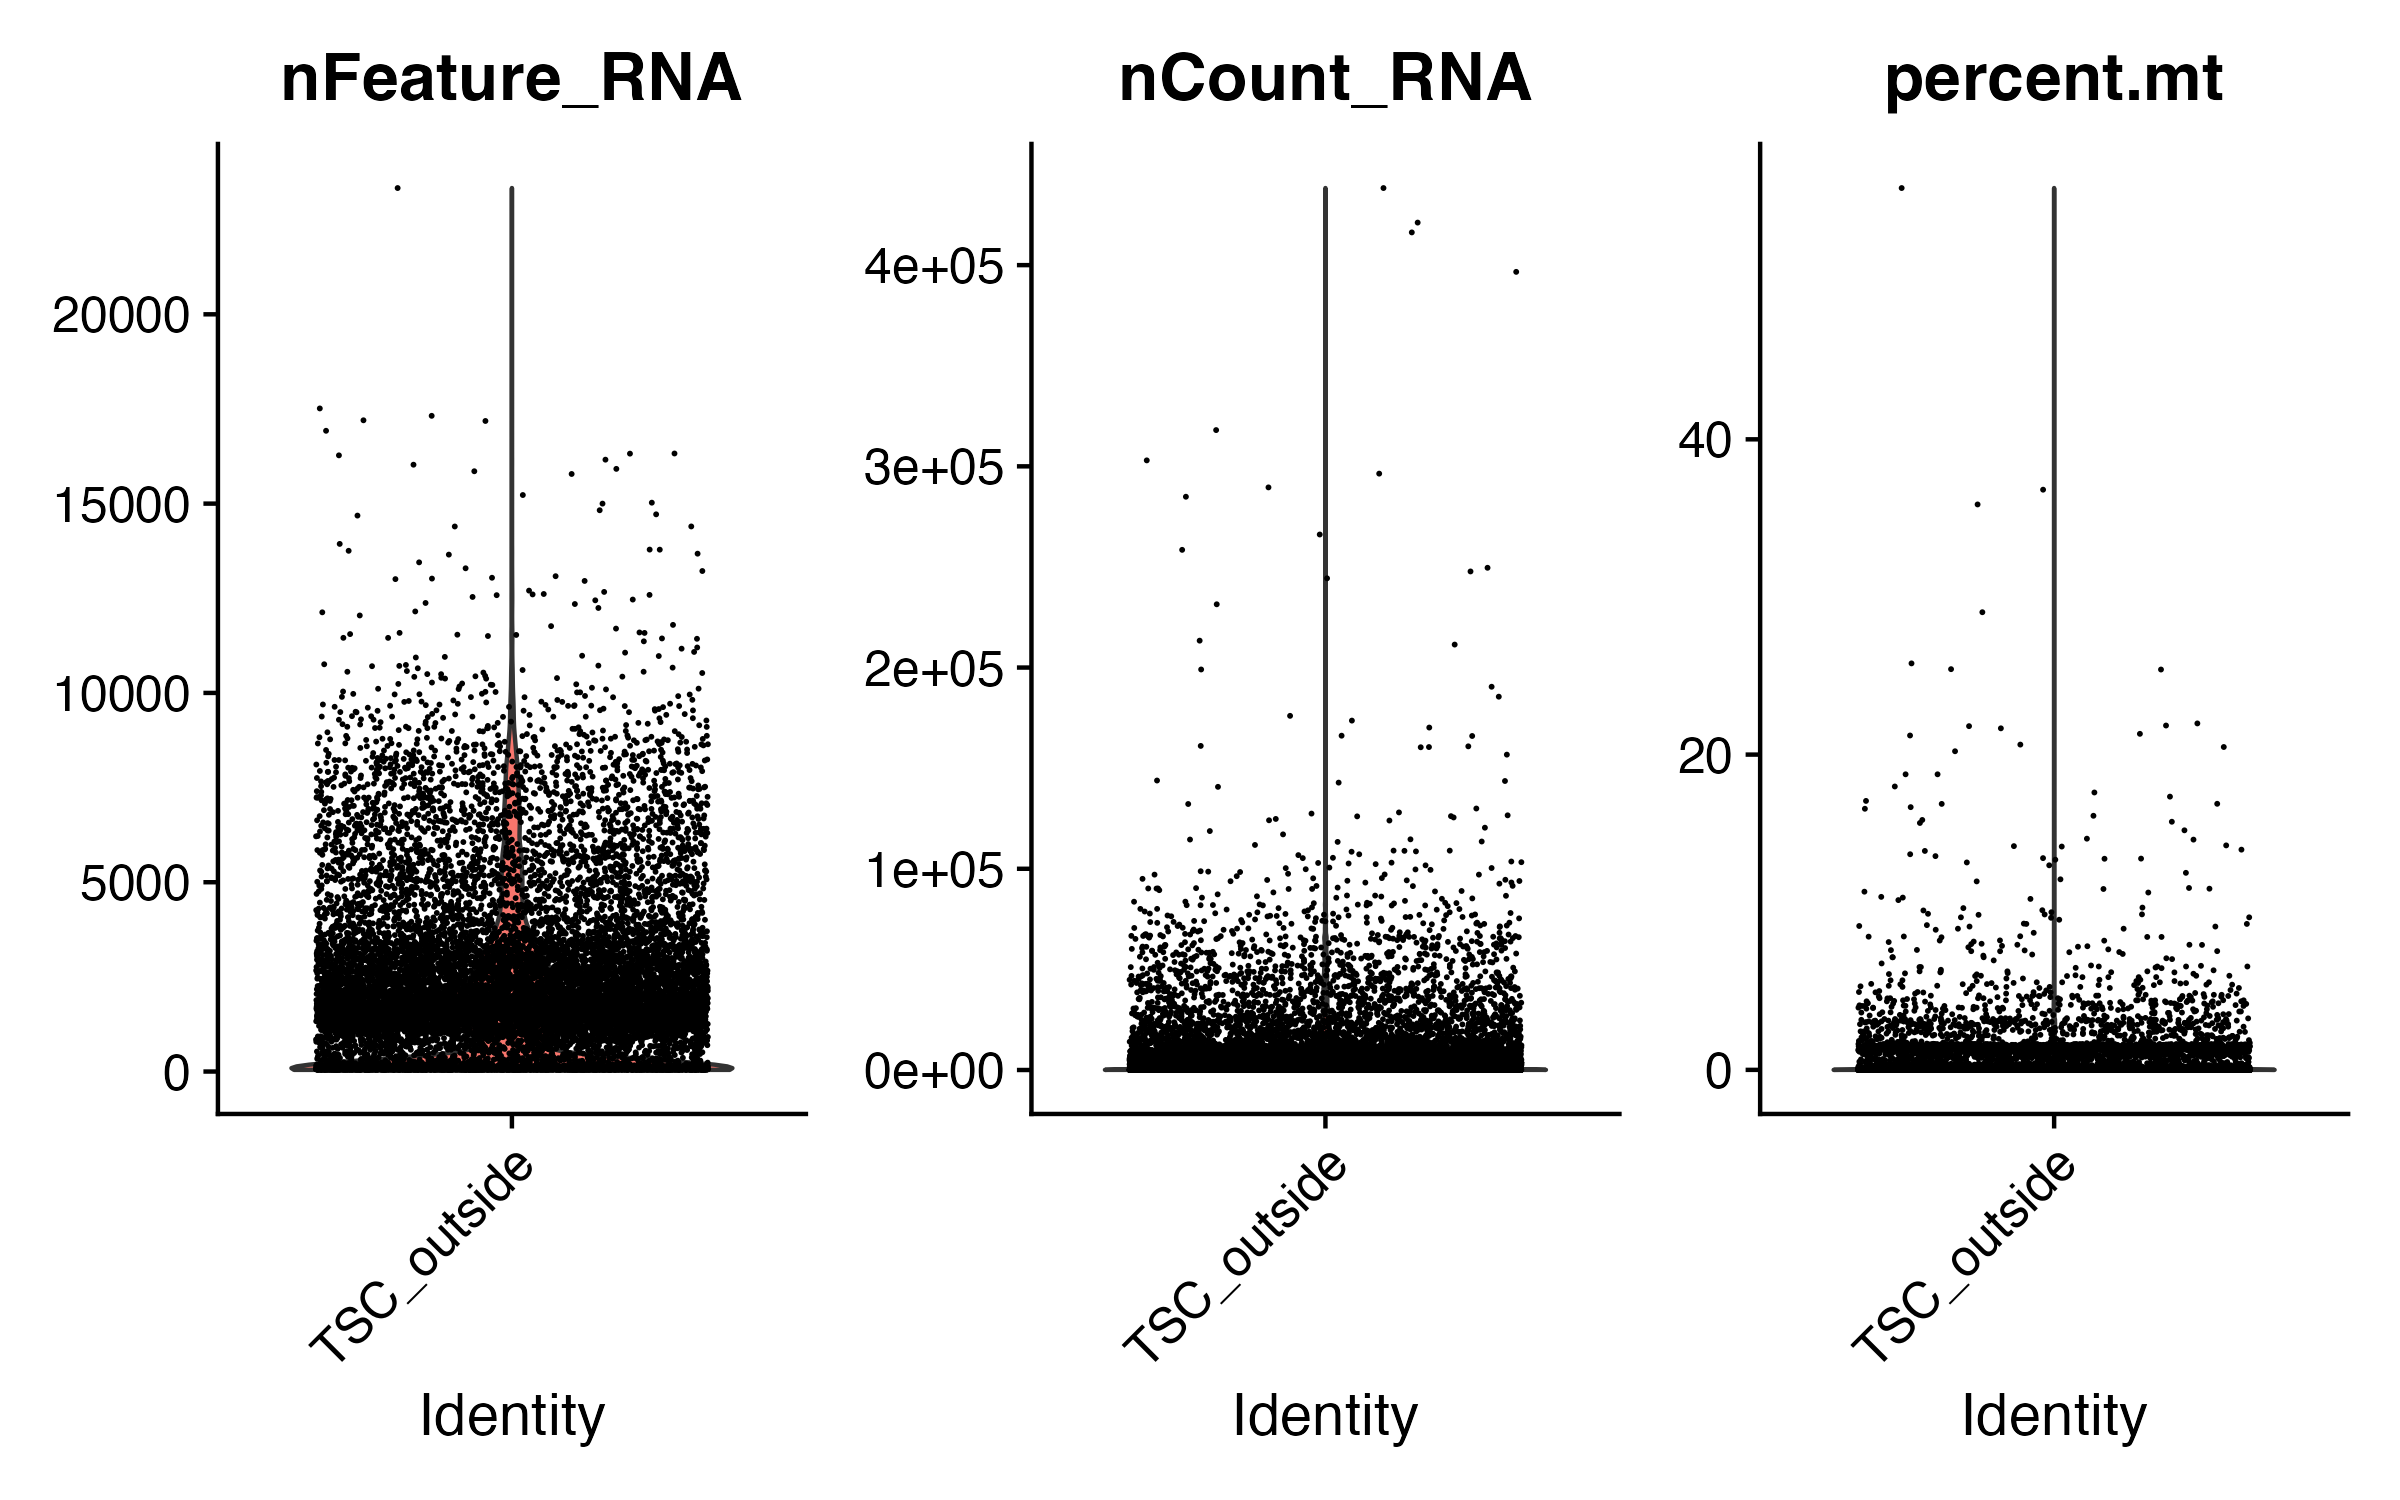 nFeature_RNA
20000
15000
10000
5000
0
TSC_outside
Identity
nCount_RNA
4e+05
3e+05
2e+05
1e+05
0e+00
TSC_outside
Identity
percent.mt
40
20
0
TSC_outside
Identity